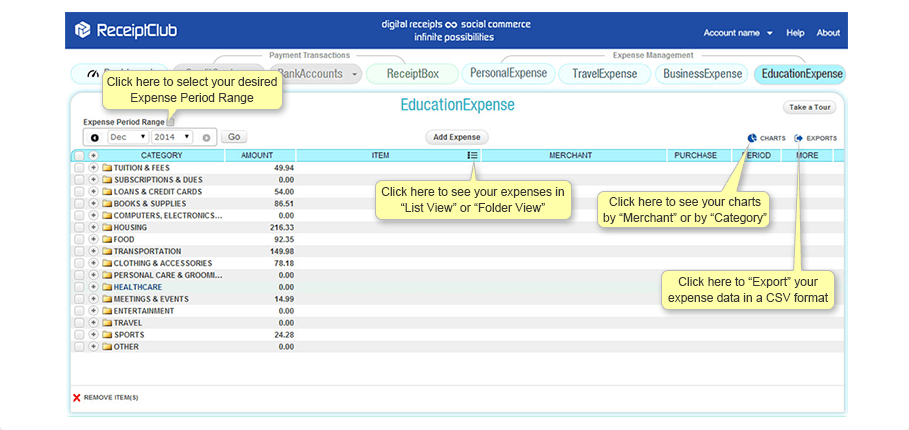 ReceiptClub
digital receipts ∞ social commerce
infinite possibilities
Account name Help About
Payment Transactions Expense Management
BankAccounts ReceiptBox PersonalExpense TravelExpense BusinessExpense EducationExpense
Click here to select your desired
Expense Period Range
EducationExpense
Take a Tour
Expense Period Range
Dec 2014 Go
Add Expense
CHARTS EXPORTS
CATEGORY AMOUNT ITEM MERCHANT PURCHASE PERIOD MORE
TUITION & FEES 49.94
SUBSCRIPTIONS & DUES 0.00
LOANS & CREDIT CARDS 54.00
BOOKS & SUPPLIES 86.51
COMPUTERS, ELECTRONICS... 0.00
HOUSING 216.33
FOOD 92.35
TRANSPORTATION 149.98
CLOTHING & ACCESSORIES 78.18
PERSONAL CARE & GROOMI... 0.00
HEALTHCARE 0.00
MEETINGS & EVENTS 14.99
ENTERTAINMENT 0.00
TRAVEL 0.00
SPORTS 24.28
OTHER 0.00
Click here to see your expenses in
“List View” or “Folder View”
Click here to see your charts
by “Merchant” or by “Category”
Click here to “Export” your
expense data in a CSV format
REMOVE ITEM(S)